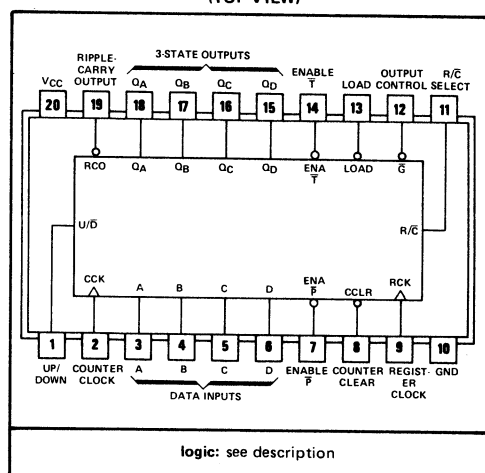 (TOP VIEW)
RIPPLE-
CARRY
OUTPUT
3-STATE OUTPUTS
ENABLE
T̅
LOAD
OUTPUT
CONTROL
R/C̅
SELECT
VCC
QA QB QC QD
20 19 18 17 16 15 14 13 12 11
RCO QA QB QC QD ENA T̅ LOAD G̅
U/D̅
R/C̅
CCK A B C D ENA P̅ CCLR RCK
1 2 3 4 5 6 7 8 9 10
UP/
DOWN
COUNTER
CLOCK
A B C D
DATA INPUTS
ENABLE
P̅
COUNTER
CLEAR
REGIST-
ER
CLOCK
GND
logic: see description